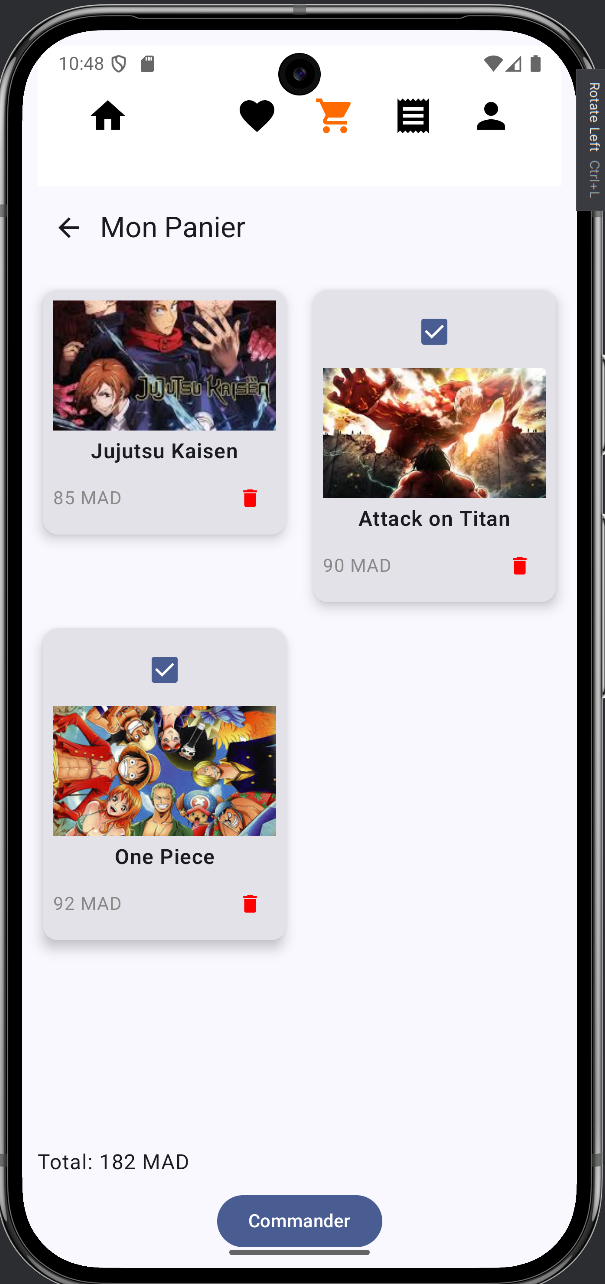 10:48
Rotate Left Ctrl+L
Mon Panier
JUJUTSU KAISEN
Jujutsu Kaisen
85 MAD
Attack on Titan
90 MAD
One Piece
92 MAD
Total: 182 MAD
Commander